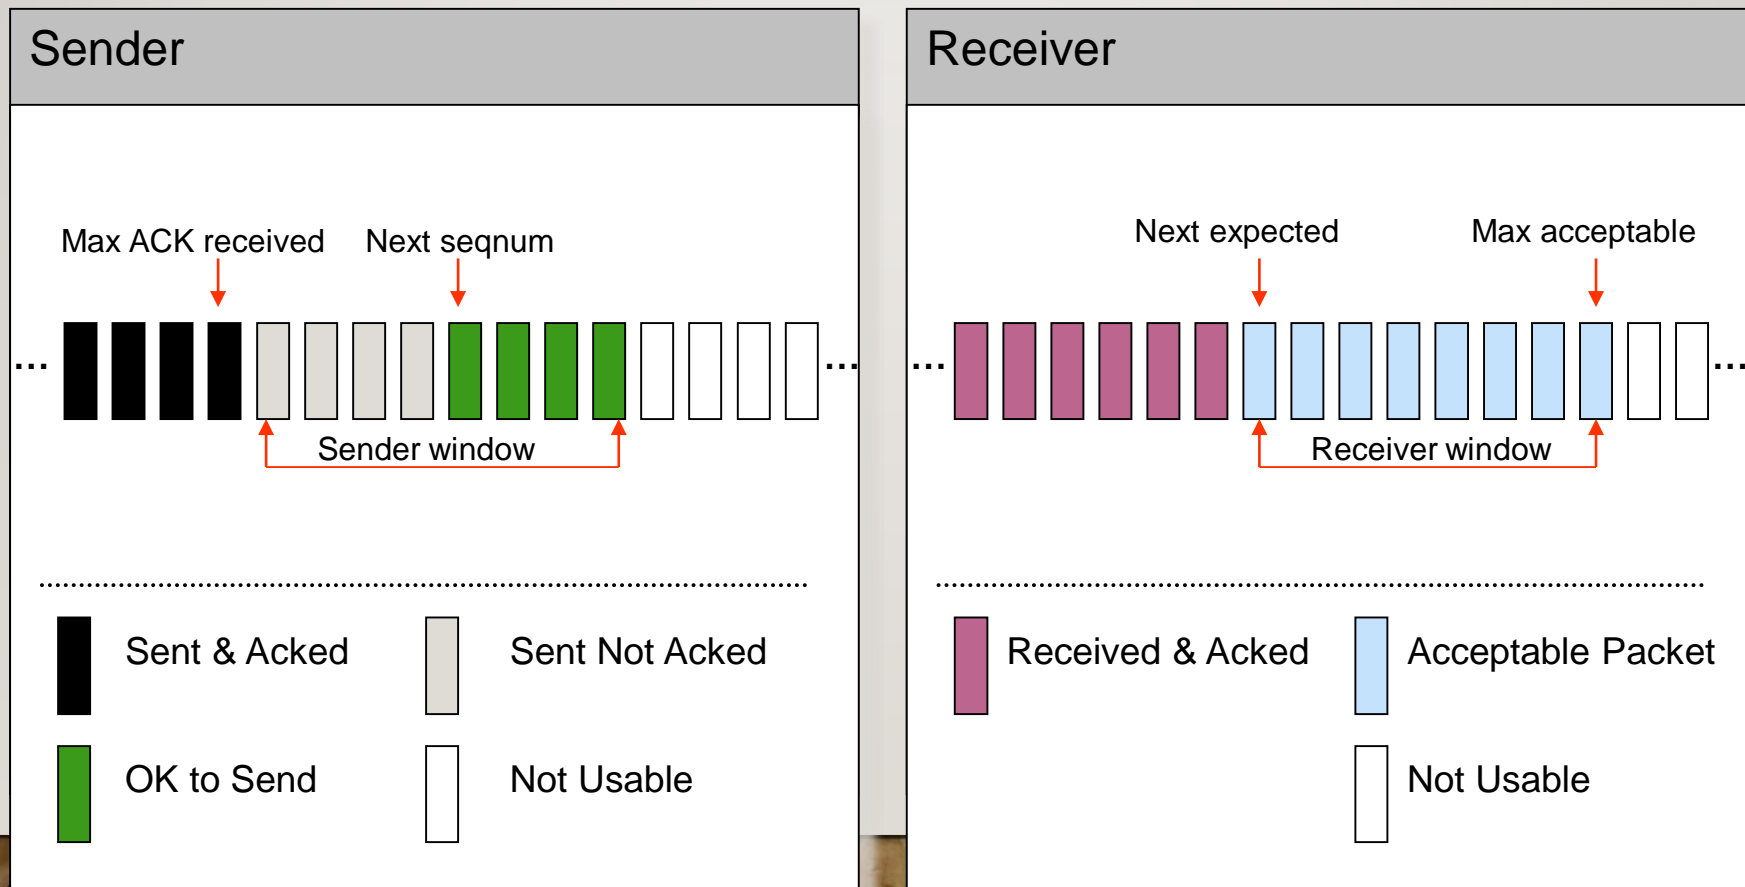 Sender
Max ACK received
Next seqnum
...
...
Sender window
Sent & Acked
Sent Not Acked
OK to Send
Not Usable
Receiver
Next expected
Max acceptable
...
...
Receiver window
Received & Acked
Acceptable Packet
Not Usable